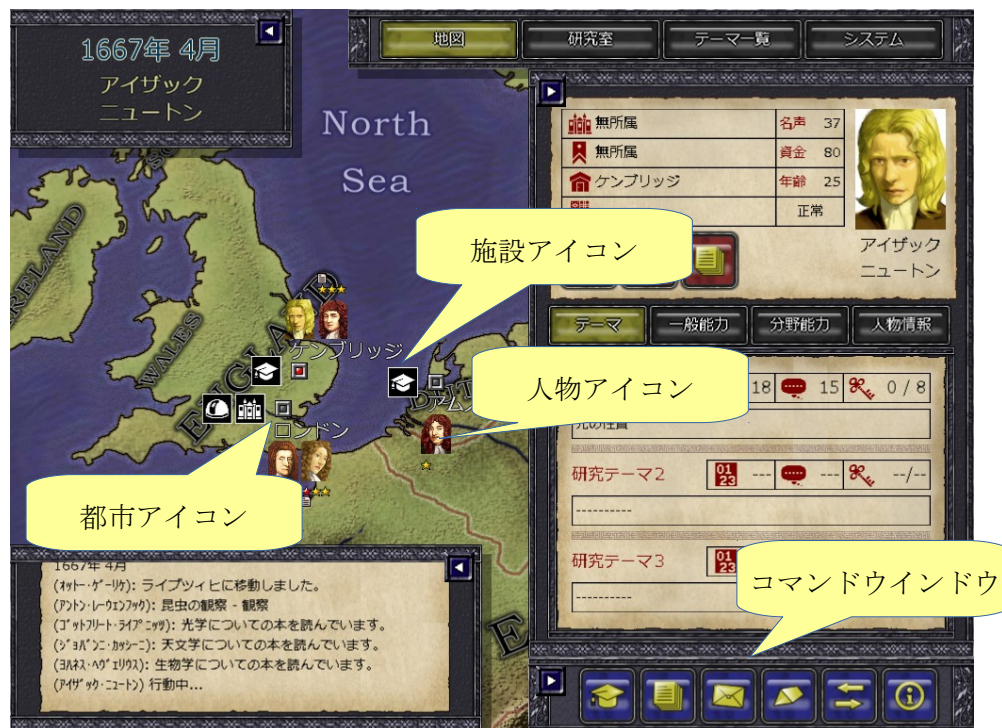 1667年 4月
アイザック
ニュートン
地図
研究室
テーマ一覧
システム
North
Sea
無所属
名声 37
無所属
資金 80
ケンブリッジ
年齢 25
正常
アイザック
ニュートン
施設アイコン
IRELAND
WALES
ENGLAND
テーマ
一般能力
分野能力
人物情報
ケンブリッジ
人物アイコン
18 15 0 / 8
光の性質
ロンドン
都市アイコン
研究テーマ2
01 23 --- --- --/--
----------
研究テーマ3
01 23
コマンドウインドウ
----------
1667年 4月
(ｵｯﾄｰ･ｹﾞｰﾘｹ): ライプツィヒに移動しました。
(ｱﾝﾄﾝ･ﾚｰｳｴﾝﾌｯｸ): 昆虫の観察 - 観察
(ｺﾞｯﾄﾌﾘｰﾄ･ﾗｲﾌﾟﾆｯﾂ): 光学についての本を読んでいます。
(ｼﾞｮﾊﾞﾝﾆ･ｶｯｼｰﾆ): 天文学についての本を読んでいます。
(ﾖﾊﾈｽ･ﾍｳﾞｪﾘｳｽ): 生物学についての本を読んでいます。
(ｱｲｻﾞｯｸ･ﾆｭｰﾄﾝ) 行動中...